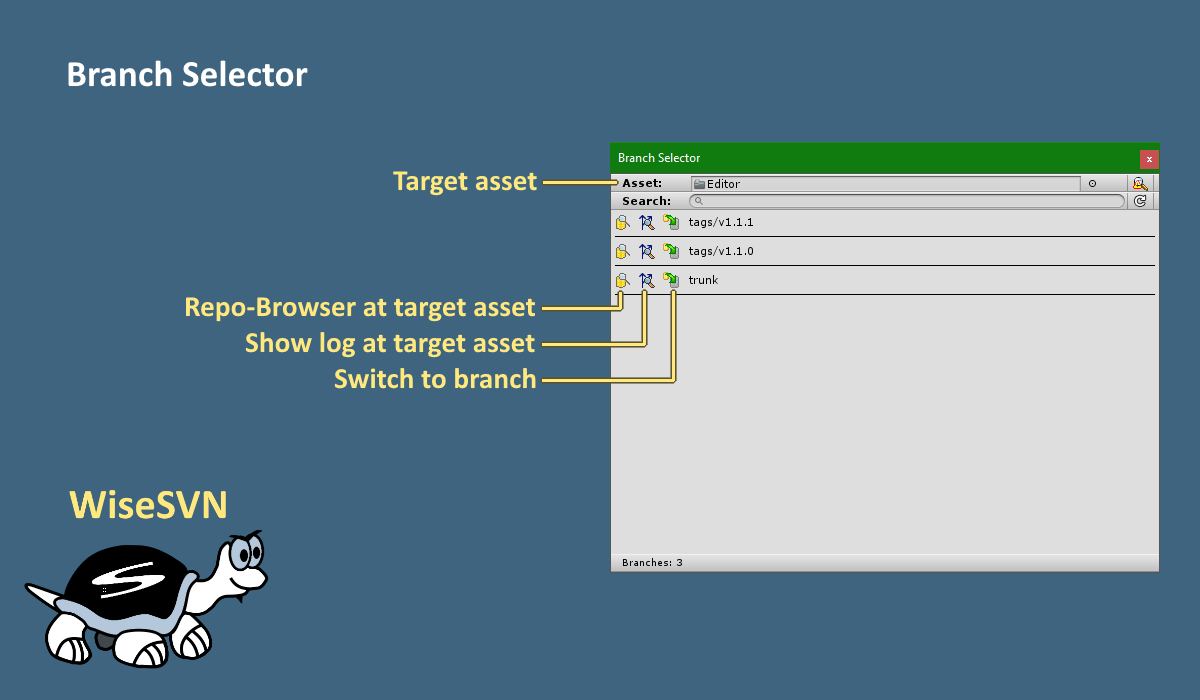 Branch Selector
Branch Selector
x
Target asset
Asset: Editor
Search:
tags/v1.1.1
tags/v1.1.0
trunk
Repo-Browser at target asset
Show log at target asset
Switch to branch
WiseSVN
Branches: 3